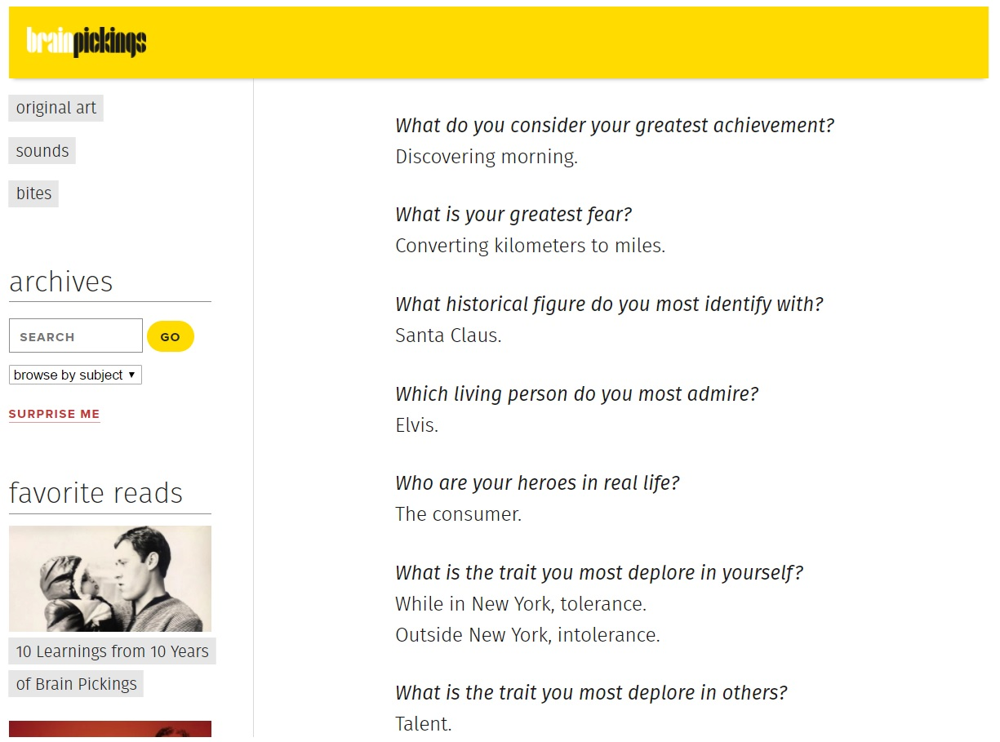 brainpickings
original art
sounds
bites
archives
SEARCH
GO
browse by subject
SURPRISE ME
favorite reads
10 Learnings from 10 Years
of Brain Pickings
What do you consider your greatest achievement?
Discovering morning.
What is your greatest fear?
Converting kilometers to miles.
What historical figure do you most identify with?
Santa Claus.
Which living person do you most admire?
Elvis.
Who are your heroes in real life?
The consumer.
What is the trait you most deplore in yourself?
While in New York, tolerance.
Outside New York, intolerance.
What is the trait you most deplore in others?
Talent.